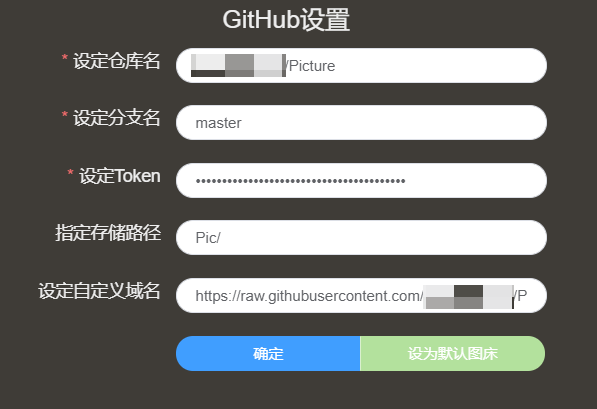 GitHub设置
* 设定仓库名 /Picture
* 设定分支名 master
* 设定Token ••••••••••••••••••••••••••••••••••••••••
指定存储路径 Pic/
设定自定义域名 https://raw.githubusercontent.com/ /P
确定 设为默认图床